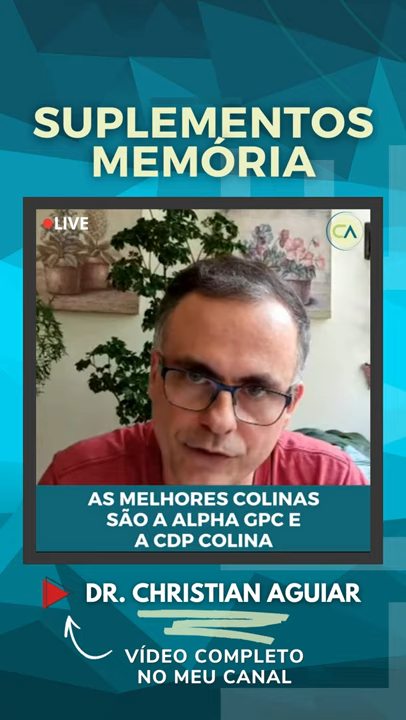 SUPLEMENTOS
MEMÓRIA
LIVE
CA
AS MELHORES COLINAS
SÃO A ALPHA GPC E
A CDP COLINA
DR. CHRISTIAN AGUIAR
VÍDEO COMPLETO
NO MEU CANAL